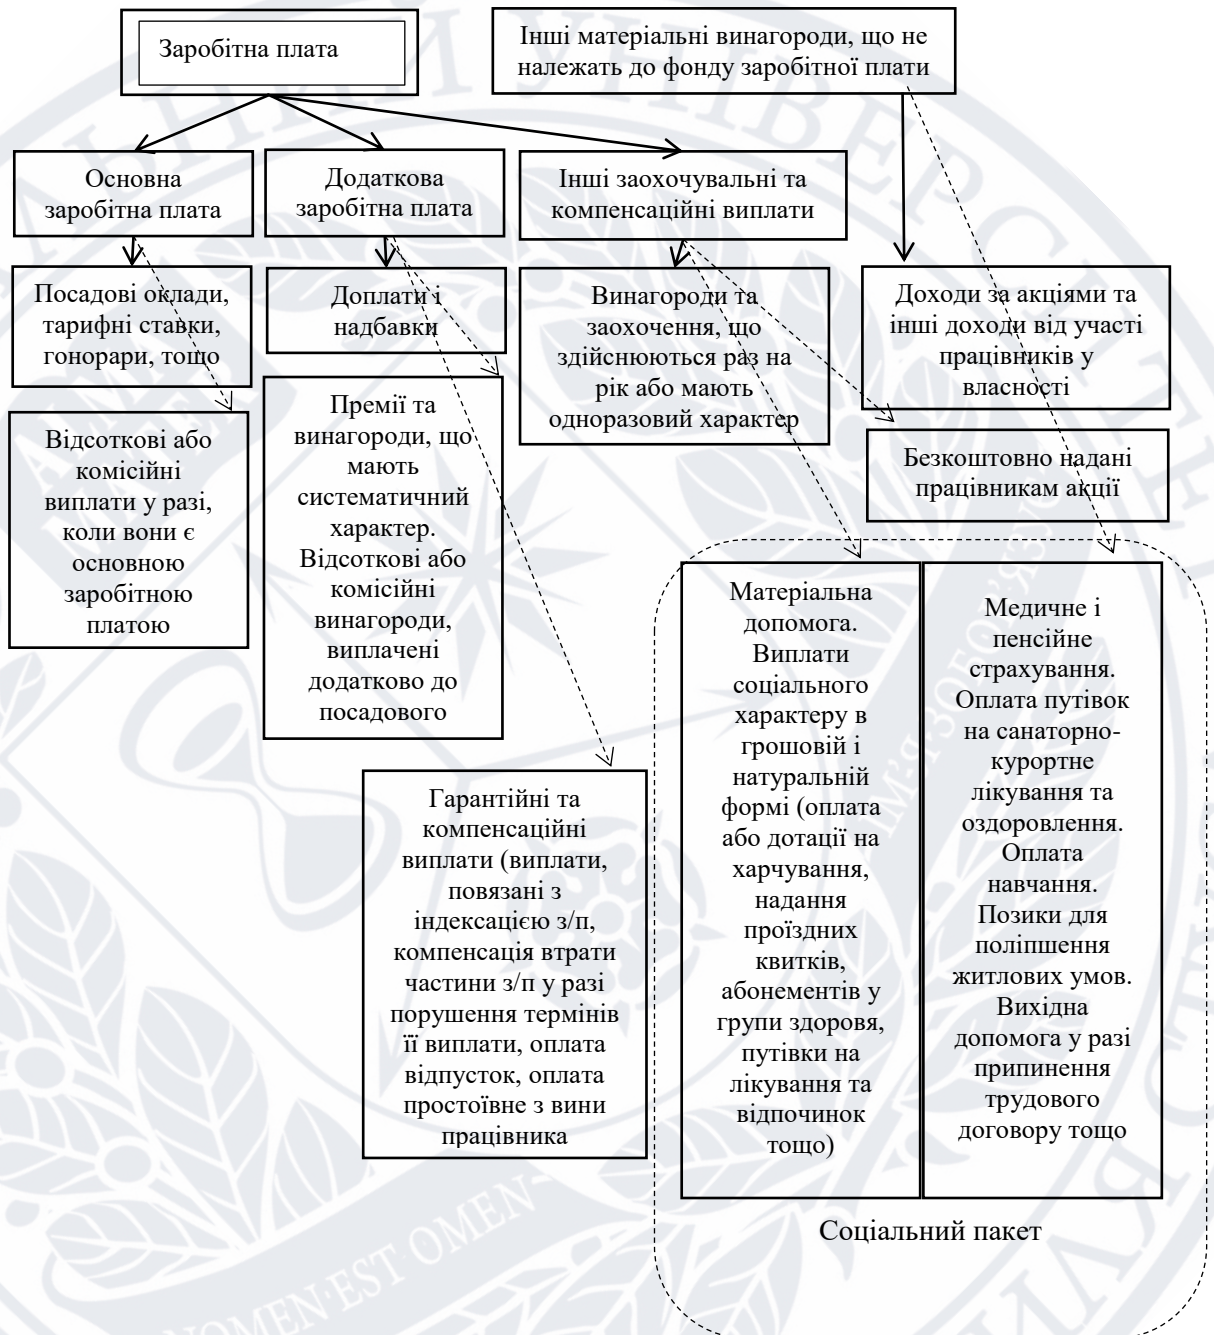 Заробітна плата
Інші матеріальні винагороди, що не
належать до фонду заробітної плати
Основна
заробітна плата
Додаткова
заробітна плата
Інші заохочувальні та
компенсаційні виплати
Посадові оклади,
тарифні ставки,
гонорари, тощо
Доплати і
надбавки
Винагороди та
заохочення, що
здійснюються раз на
рік або мають
одноразовий характер
Доходи за акціями та
інші доходи від участі
працівників у
власності
Відсоткові або
комісійні
виплати у разі,
коли вони є
основною
заробітною
платою
Премії та
винагороди, що
мають
систематичний
характер.
Відсоткові або
комісійні
винагороди,
виплачені
додатково до
посадового
Безкоштовно надані
працівникам акції
Гарантійні та
компенсаційні
виплати (виплати,
повязані з
індексацією з/п,
компенсація втрати
частини з/п у разі
порушення термінів
її виплати, оплата
відпусток, оплата
простоївне з вини
працівника
Матеріальна
допомога.
Виплати
соціального
характеру в
грошовій і
натуральній
формі (оплата
або дотації на
харчування,
надання
проїздних
квитків,
абонементів у
групи здоровя,
путівки на
лікування та
відпочинок
тощо)
Медичне і
пенсійне
страхування.
Оплата путівок
на санаторно-
курортне
лікування та
оздоровлення.
Оплата
навчання.
Позики для
поліпшення
житлових умов.
Вихідна
допомога у разі
припинення
трудового
договору тощо
Соціальний пакет
NOMEN EST OMEN